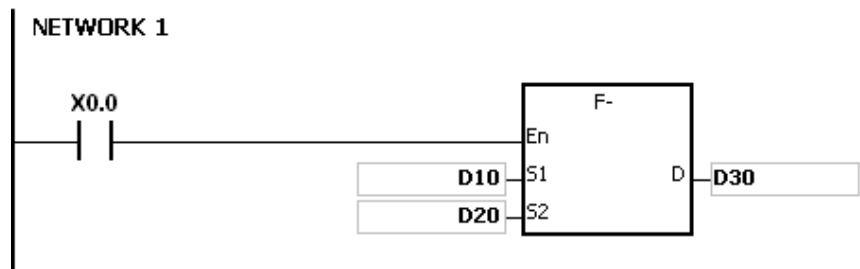 NETWORK 1
X0.0
F-
En
D10 S1 D D30
D20 S2